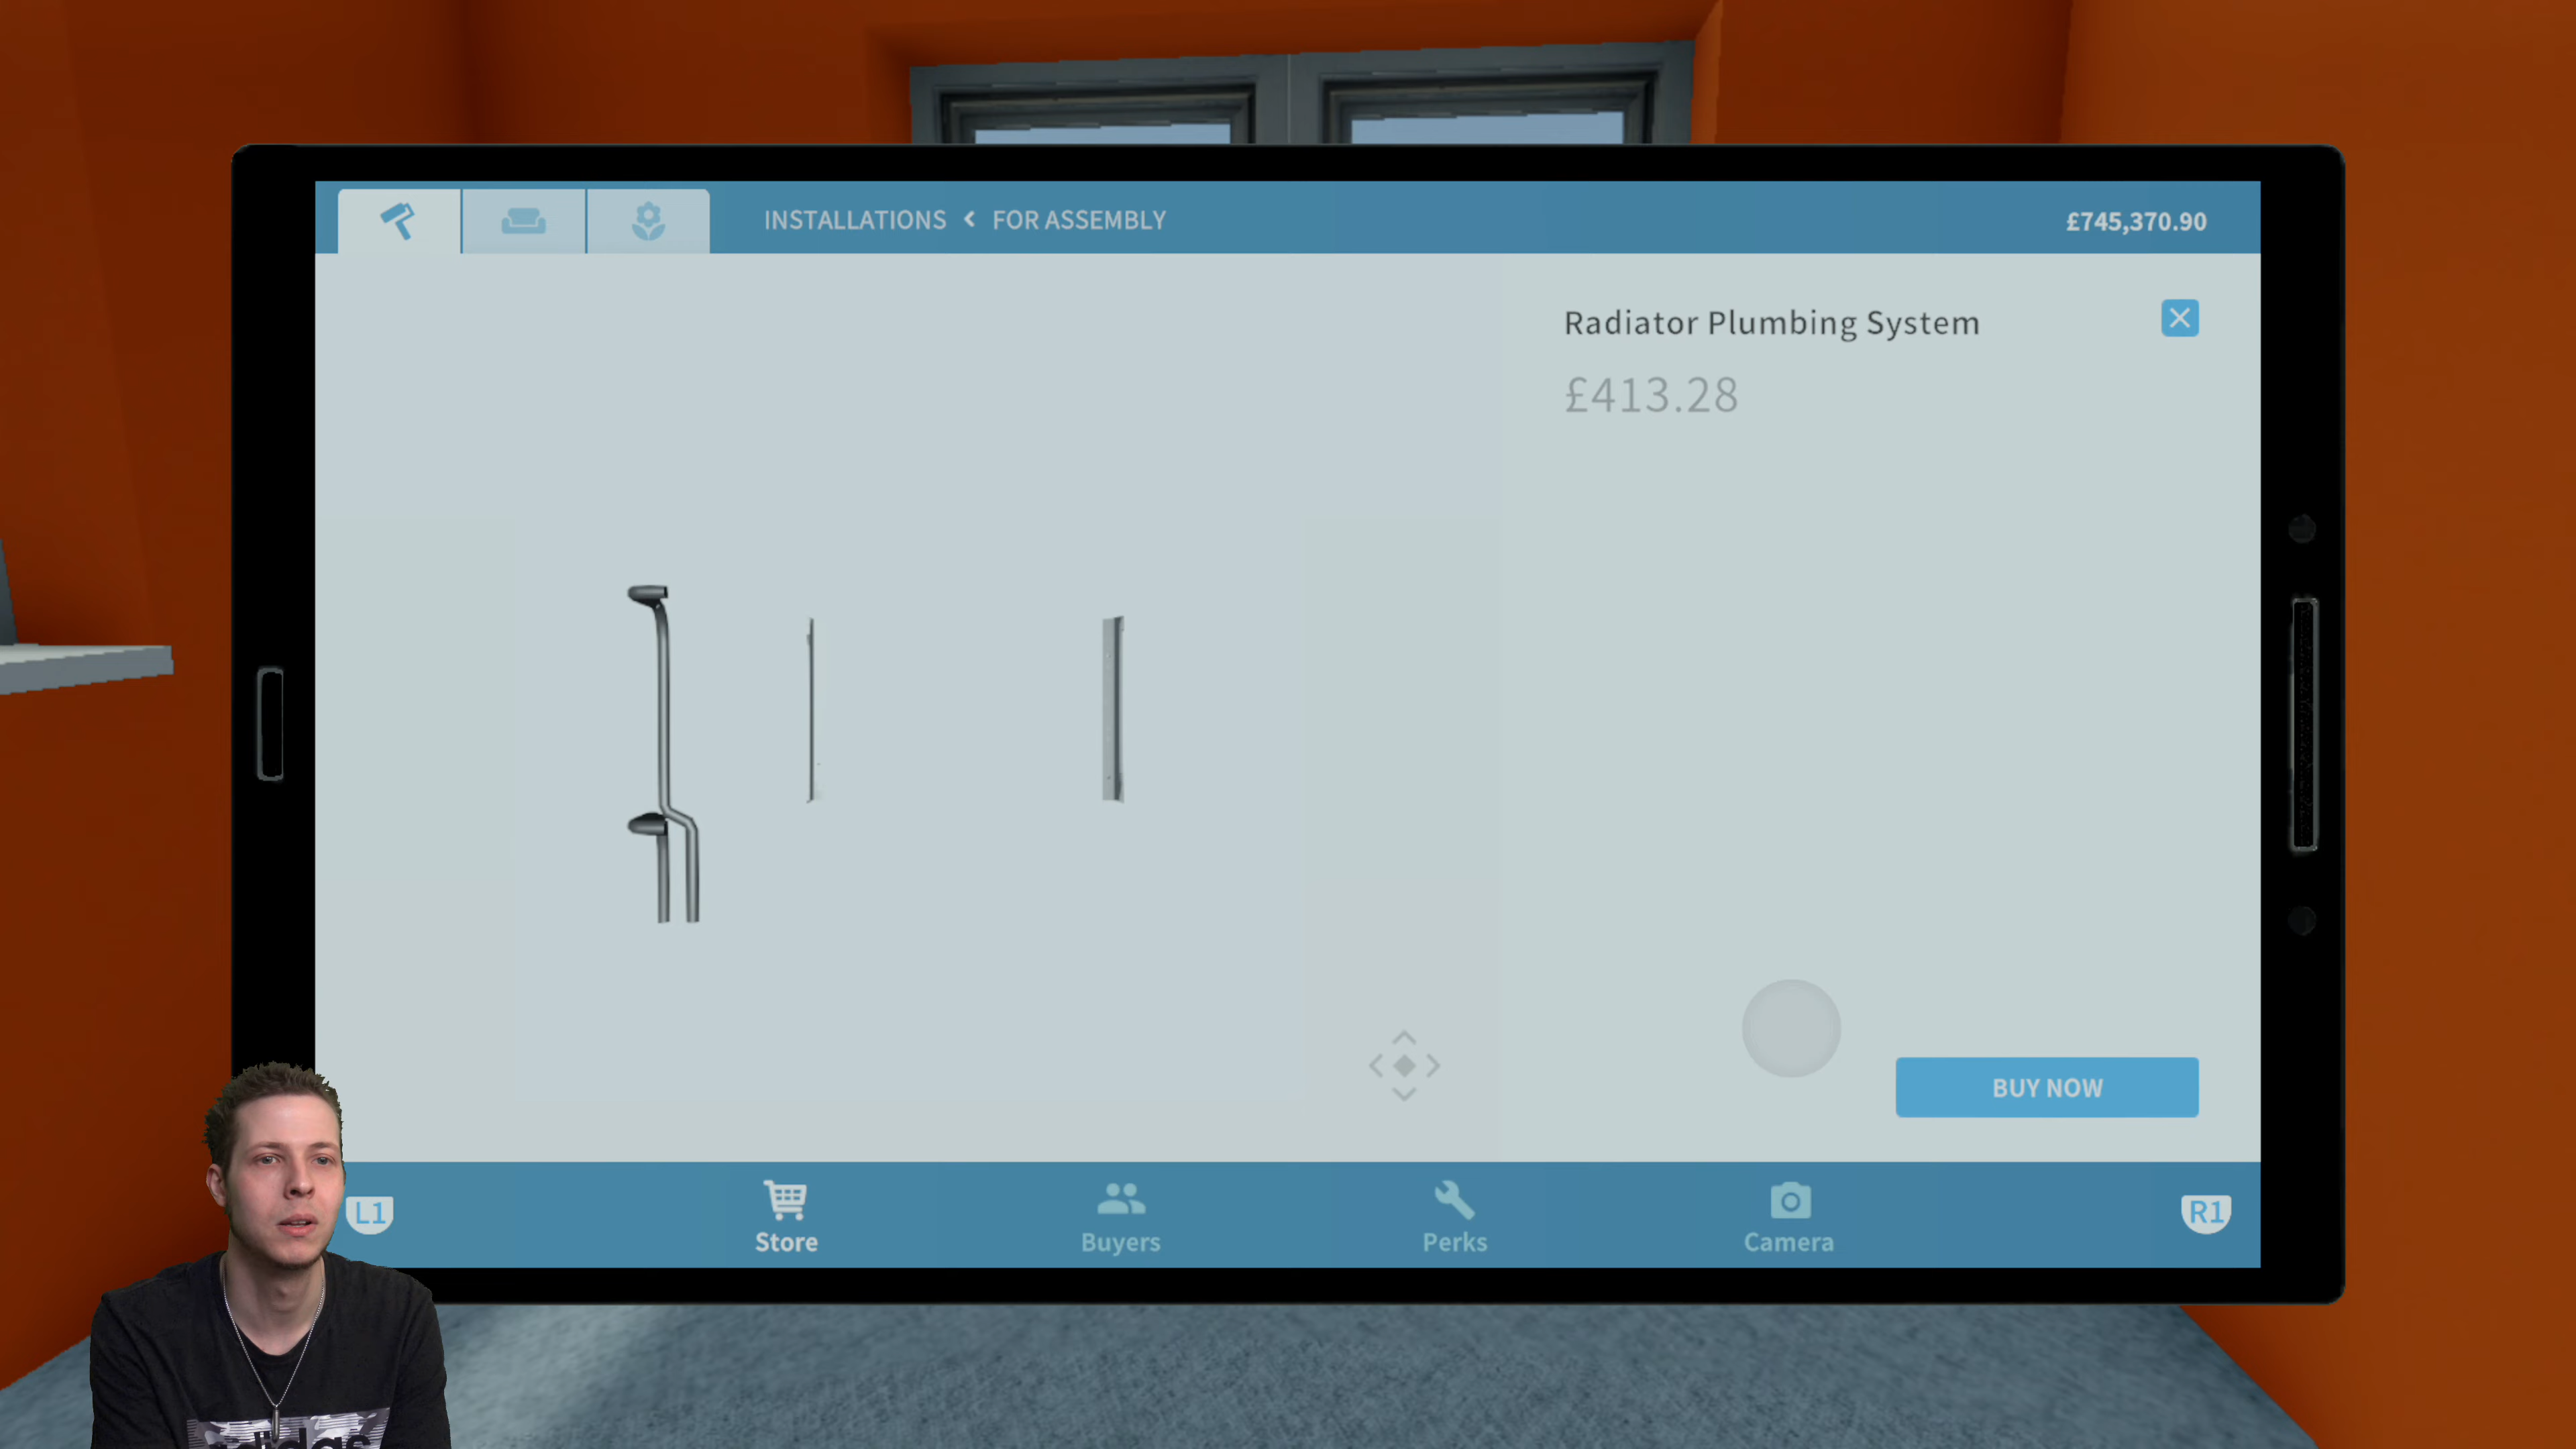 INSTALLATIONS < FOR ASSEMBLY
£745,370.90
Radiator Plumbing System
£413.28
BUY NOW
L1
Store
Buyers
Perks
Camera
R1
adidas